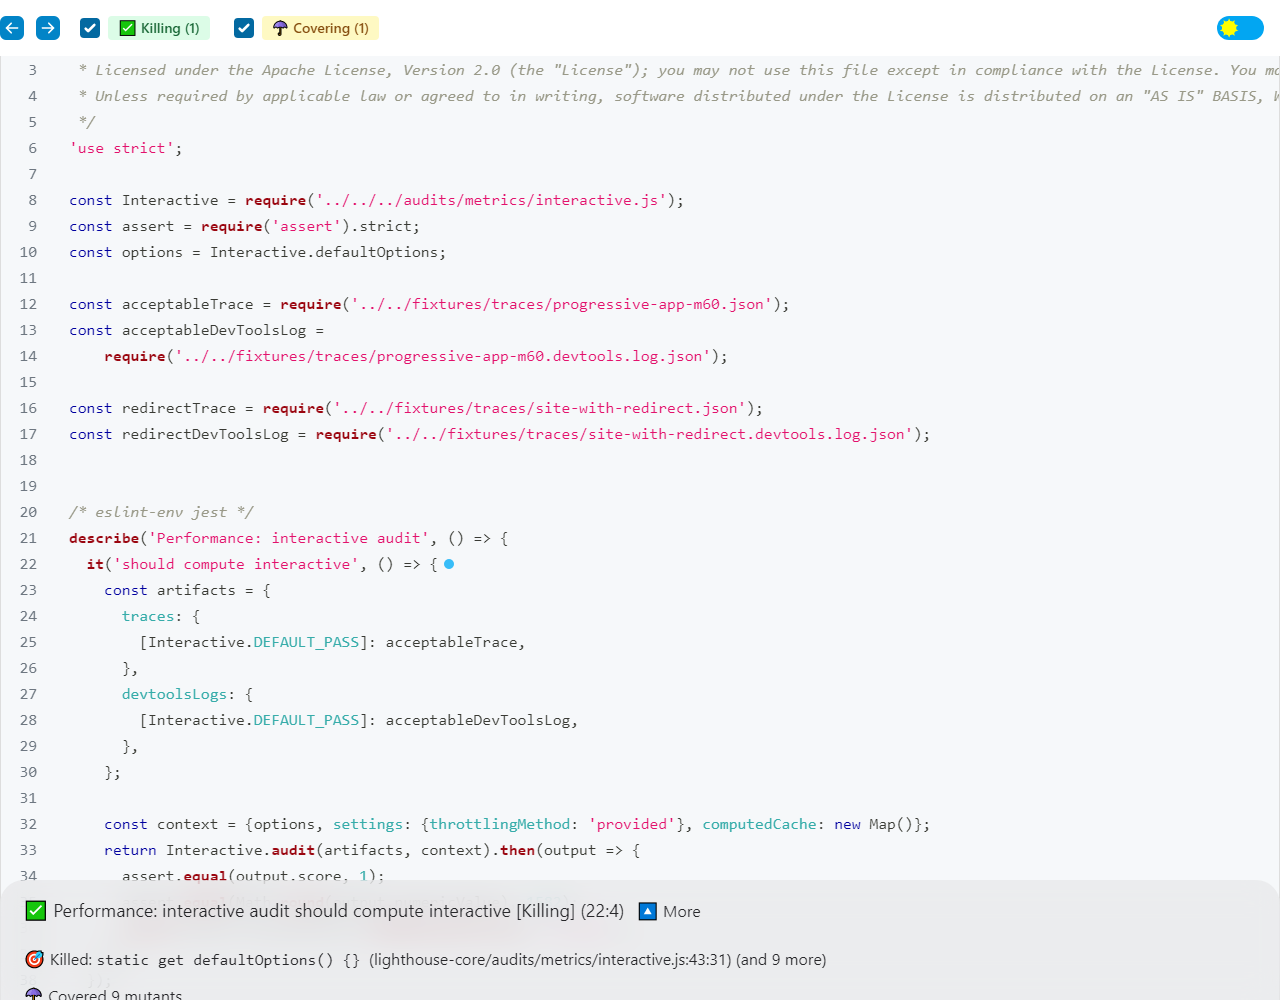 ✅ Killing (1) ☂ Covering (1)
3 * Licensed under the Apache License, Version 2.0 (the "License"); you may not use this file except in compliance with the License. You
4 * Unless required by applicable law or agreed to in writing, software distributed under the License is distributed on an "AS IS" BASIS,
5 */
6 'use strict';
7
8 const Interactive = require('../../../audits/metrics/interactive.js');
9 const assert = require('assert').strict;
10 const options = Interactive.defaultOptions;
11
12 const acceptableTrace = require('../../fixtures/traces/progressive-app-m60.json');
13 const acceptableDevToolsLog =
14 require('../../fixtures/traces/progressive-app-m60.devtools.log.json');
15
16 const redirectTrace = require('../../fixtures/traces/site-with-redirect.json');
17 const redirectDevToolsLog = require('../../fixtures/traces/site-with-redirect.devtools.log.json');
18
19
20 /* eslint-env jest */
21 describe('Performance: interactive audit', () => {
22 it('should compute interactive', () => {
23 const artifacts = {
24 traces: {
25 [Interactive.DEFAULT_PASS]: acceptableTrace,
26 },
27 devtoolsLogs: {
28 [Interactive.DEFAULT_PASS]: acceptableDevToolsLog,
29 },
30 };
31
32 const context = {options, settings: {throttlingMethod: 'provided'}, computedCache: new Map()};
33 return Interactive.audit(artifacts, context).then(output => {
34 assert.equal(output.score, 1);
✅ Performance: interactive audit should compute interactive [Killing] (22:4) 🔼 More
🎯 Killed: static get defaultOptions() {} (lighthouse-core/audits/metrics/interactive.js:43:31) (and 9 more)
☂ Covered 9 mutants